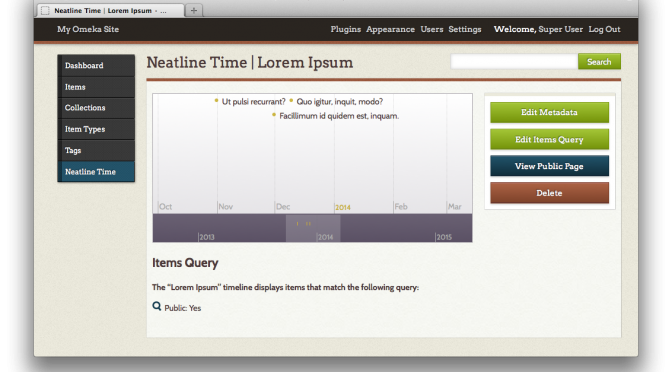 Neatline Time | Lorem Ipsum - ...
My Omeka Site
Plugins Appearance Users Settings Welcome, Super User Log Out
Dashboard
Items
Collections
Item Types
Tags
Neatline Time
Neatline Time | Lorem Ipsum
Search
Ut pulsi recurrant? Quo igitur, inquit, modo?
Facillimum id quidem est, inquam.
Oct Nov Dec 2014 Feb Mar
2013 2014 2015
Edit Metadata
Edit Items Query
View Public Page
Delete
Items Query
The "Lorem Ipsum" timeline displays items that match the following query:
Public: Yes